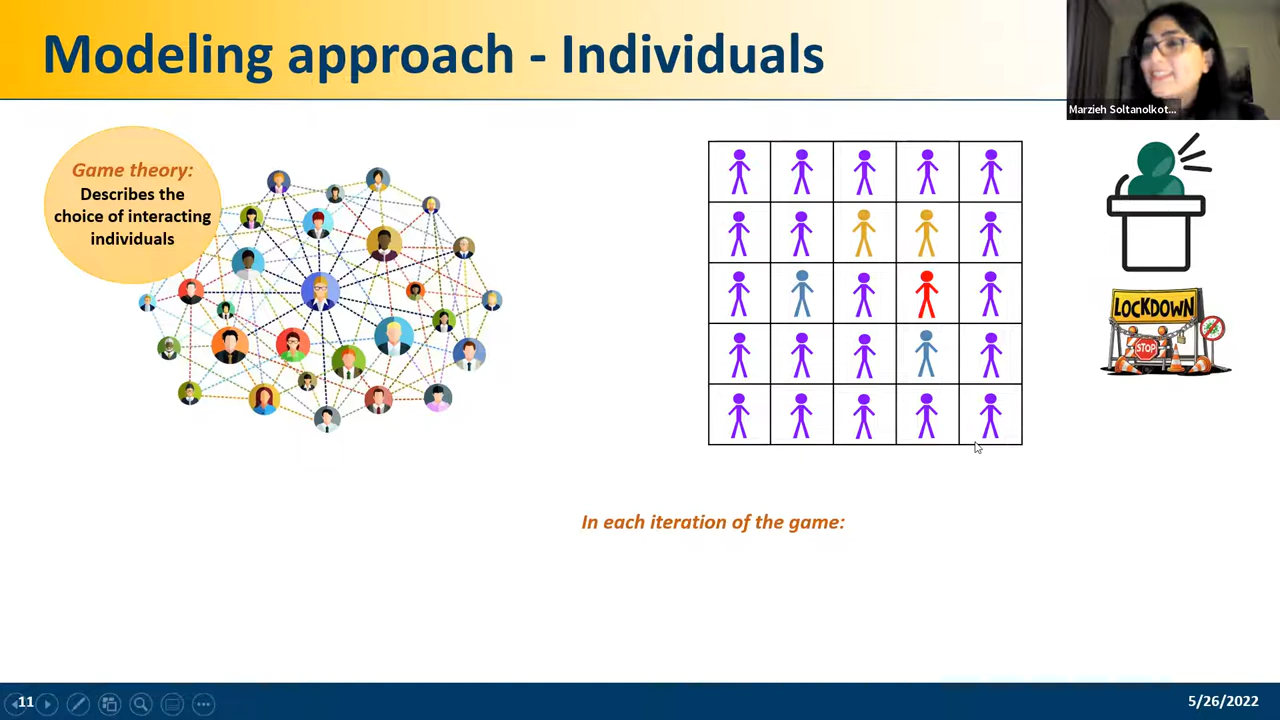 Modeling approach - Individuals
Marzieh Soltanolkot...
Game theory:
Describes the
choice of interacting
individuals
LOCKDOWN
STOP
In each iteration of the game:
11
5/26/2022